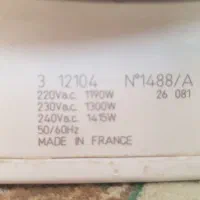 3 12104 N°1488/A
220Va.c. 1190W 26 081
230Va.c. 1300W
240Va.c. 1415W
50/60Hz
MADE IN FRANCE